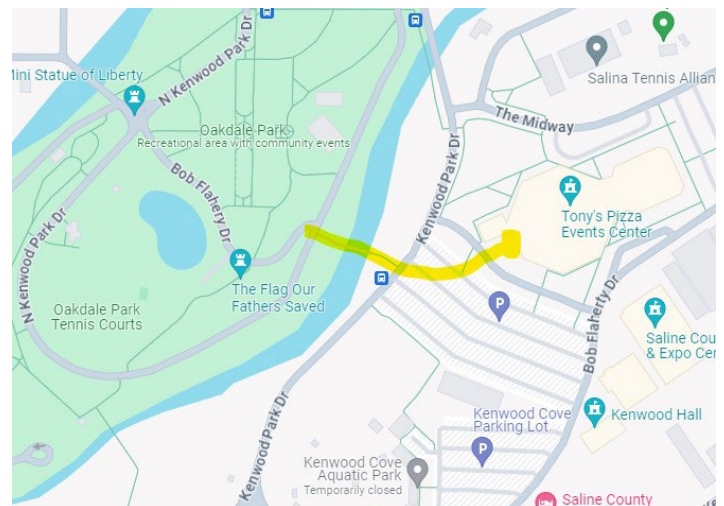 Salina Tennis Allian
Mini Statue of Liberty
N Kenwood Park Dr
The Midway
Oakdale Park
Recreational area with community events
Bob Flahery Dr
Kenwood Park Dr
Tony's Pizza
Events Center
N Kenwood Park Dr
The Flag Our
Fathers Saved
Oakdale Park
Tennis Courts
P
Bob Flaherty Dr
Saline Cou
& Expo Cen
Kenwood Hall
Kenwood Cove
Parking Lot
P
Kenwood Park Dr
Kenwood Cove
Aquatic Park
Temporarily closed
Saline County